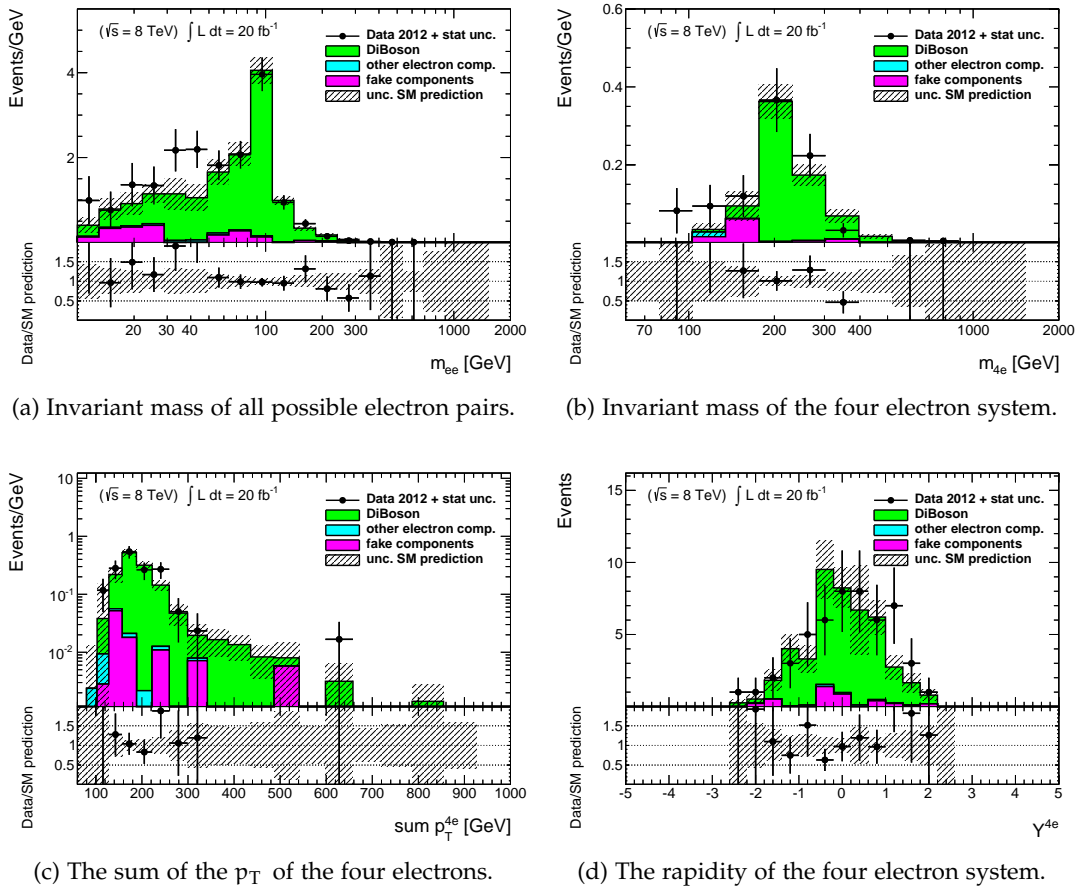 Events/GeV
(√s = 8 TeV) ∫ L dt = 20 fb-1
Data 2012 + stat unc.
DiBoson
other electron comp.
fake components
unc. SM prediction
4
2
Data/SM prediction
1.5
1
0.5
20 30 40 100 200 300 1000 2000
mee [GeV]
(a) Invariant mass of all possible electron pairs.
Events/GeV
(√s = 8 TeV) ∫ L dt = 20 fb-1
Data 2012 + stat unc.
DiBoson
other electron comp.
fake components
unc. SM prediction
0.6
0.4
0.2
Data/SM prediction
1.5
1
0.5
70 100 200 300 400 1000 2000
m4e [GeV]
(b) Invariant mass of the four electron system.
Events/GeV
(√s = 8 TeV) ∫ L dt = 20 fb-1
Data 2012 + stat unc.
DiBoson
other electron comp.
fake components
unc. SM prediction
10
1
10-1
10-2
Data/SM prediction
1.5
1
0.5
100 200 300 400 500 600 700 800 900 1000
sum pT4e [GeV]
(c) The sum of the pT of the four electrons.
Events
(√s = 8 TeV) ∫ L dt = 20 fb-1
Data 2012 + stat unc.
DiBoson
other electron comp.
fake components
unc. SM prediction
15
10
5
Data/SM prediction
1.5
1
0.5
-5 -4 -3 -2 -1 0 1 2 3 4 5
Y4e
(d) The rapidity of the four electron system.